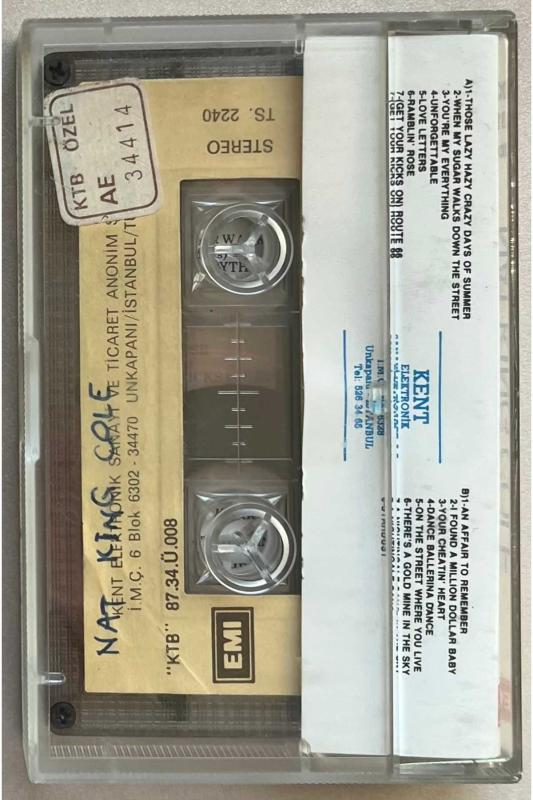 A)1-THOSE LAZY HAZY CRAZY DAYS OF SUMMER
2-WHEN MY SUGAR WALKS DOWN THE STREET
3-YOU'RE MY EVERYTHING
4-UNFORGETTABLE
5-LOVE LETTERS
6-RAMBLIN' ROSE
7-(GET YOUR KICKS ON) ROUTE 66
B)1-AN AFFAIR TO REMEMBER
2-I FOUND A MILLION DOLLAR BABY
3-YOUR CHEATIN' HEART
4-DANCE BALLERINA DANCE
5-ON THE STREET WHERE YOU LIVE
6-THERE'S A GOLD MINE IN THE SKY
KENT
ELEKTRONİK
Unkapanı
Tel: 526 34 65
KTB ÖZEL
AE
34414
STEREO
TS. 2240
EMI
"KTB" 87.34.Ü.008
KENT ELEKTRONİK SANAYİ VE TİCARET ANONİM
İ.M.Ç. 6 Blok 6302 - 34470 UNKAPANI/İSTANBUL/
NAT KING COLE